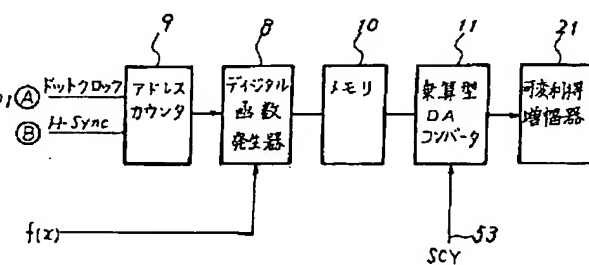 9
8
10
11
21
Ⓐ ドットクロック
Ⓑ H-Sync
アドレス
カウンタ
ディジタル
函数
発生器
メモリ
乗算型
DA
コンバータ
可変利得
増幅器
f(x)
53
SCY